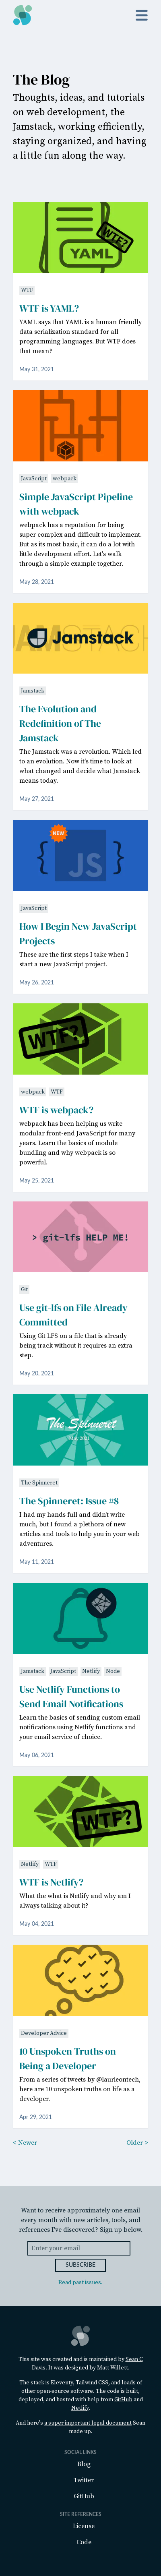 The Blog
Thoughts, ideas, and tutorials
on web development, the
Jamstack, working efficiently,
staying organized, and having
a little fun along the way.
WTF?
YAML
WTF
WTF is YAML?
YAML says that YAML is a human friendly
data serialization standard for all
programming languages. But WTF does
that mean?
May 31, 2021
JavaScript webpack
Simple JavaScript Pipeline
with webpack
webpack has a reputation for being
super complex and difficult to implement.
But as its most basic, it can do a lot with
little development effort. Let's walk
through a simple example together.
May 28, 2021
Jamstack
Jamstack
The Evolution and
Redefinition of The
Jamstack
The Jamstack was a revolution. Which led
to an evolution. Now it's time to look at
what changed and decide what Jamstack
means today.
May 27, 2021
NEW
{ JS }
JavaScript
How I Begin New JavaScript
Projects
These are the first steps I take when I
start a new JavaScript project.
May 26, 2021
WTF?
webpack WTF
WTF is webpack?
webpack has been helping us write
modular front-end JavaScript for many
years. Learn the basics of module
bundling and why webpack is so
powerful.
May 25, 2021
> git-lfs HELP ME!
Git
Use git-lfs on File Already
Committed
Using Git LFS on a file that is already
being track without it requires an extra
step.
May 20, 2021
The Spinneret
May 2021
The Spinneret
The Spinneret: Issue #8
I had my hands full and didn't write
much, but I found a plethora of new
articles and tools to help you in your web
adventures.
May 11, 2021
Jamstack JavaScript Netlify Node
Use Netlify Functions to
Send Email Notifications
Learn the basics of sending custom email
notifications using Netlify functions and
your email service of choice.
May 06, 2021
WTF?
Netlify WTF
WTF is Netlify?
What the what is Netlify and why am I
always talking about it?
May 04, 2021
Developer Advice
10 Unspoken Truths on
Being a Developer
From a series of tweets by @laurieontech,
here are 10 unspoken truths on life as a
developer.
Apr 29, 2021
< Newer
Older >
Want to receive approximately one email
every month with new articles, tools, and
references I've discovered? Sign up below.
Enter your email
SUBSCRIBE
Read past issues.
This site was created and is maintained by Sean C
Davis. It was designed by Matt Willett.
The stack is Eleventy, Tailwind CSS, and loads of
other open-source software. The code is built,
deployed, and hosted with help from GitHub and
Netlify.
And here's a super important legal document Sean
made up.
SOCIAL LINKS
Blog
Twitter
GitHub
SITE REFERENCES
License
Code